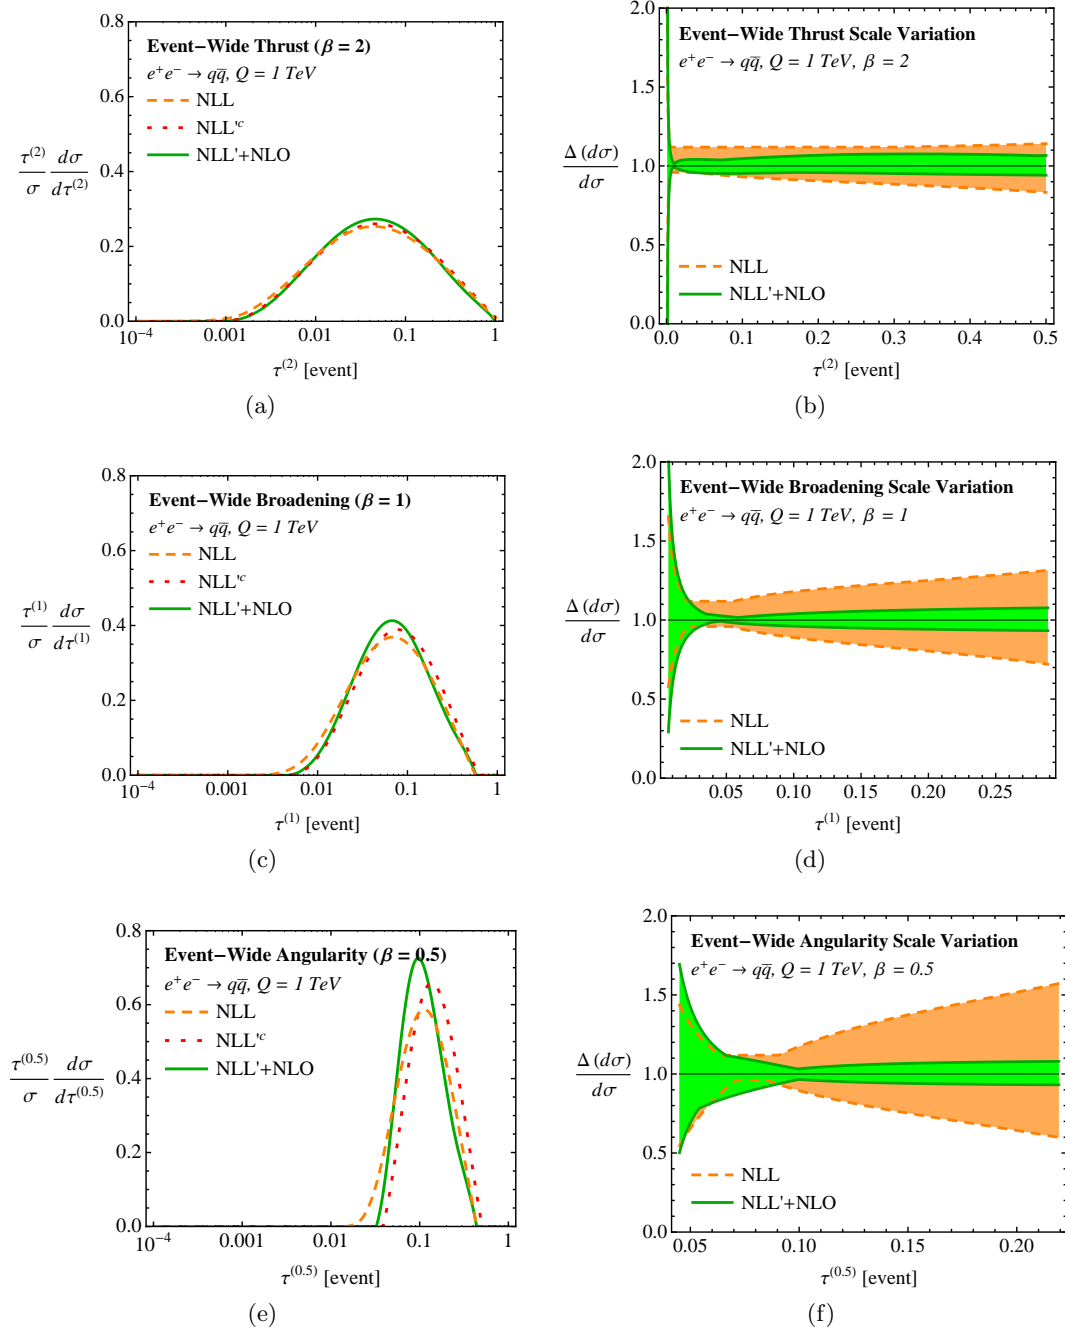 Event−Wide Thrust (β = 2)
e⁺e⁻ → qq̅, Q = 1 TeV
NLL
NLL'ᶜ
NLL'+NLO
τ⁽²⁾/σ dσ/dτ⁽²⁾
0.8
0.6
0.4
0.2
0.0
10⁻⁴ 0.001 0.01 0.1 1
τ⁽²⁾ [event]
(a)
Event−Wide Thrust Scale Variation
e⁺e⁻ → qq̅, Q = 1 TeV, β = 2
Δ(dσ)/dσ
2.0
1.5
1.0
0.5
0.0
NLL
NLL'+NLO
0.0 0.1 0.2 0.3 0.4 0.5
τ⁽²⁾ [event]
(b)
Event−Wide Broadening (β = 1)
e⁺e⁻ → qq̅, Q = 1 TeV
NLL
NLL'ᶜ
NLL'+NLO
τ⁽¹⁾/σ dσ/dτ⁽¹⁾
0.8
0.6
0.4
0.2
0.0
10⁻⁴ 0.001 0.01 0.1 1
τ⁽¹⁾ [event]
(c)
Event−Wide Broadening Scale Variation
e⁺e⁻ → qq̅, Q = 1 TeV, β = 1
Δ(dσ)/dσ
2.0
1.5
1.0
0.5
0.0
NLL
NLL'+NLO
0.05 0.10 0.15 0.20 0.25
τ⁽¹⁾ [event]
(d)
Event−Wide Angularity (β = 0.5)
e⁺e⁻ → qq̅, Q = 1 TeV
NLL
NLL'ᶜ
NLL'+NLO
τ⁽⁰·⁵⁾/σ dσ/dτ⁽⁰·⁵⁾
0.8
0.6
0.4
0.2
0.0
10⁻⁴ 0.001 0.01 0.1 1
τ⁽⁰·⁵⁾ [event]
(e)
Event−Wide Angularity Scale Variation
e⁺e⁻ → qq̅, Q = 1 TeV, β = 0.5
Δ(dσ)/dσ
2.0
1.5
1.0
0.5
0.0
NLL
NLL'+NLO
0.05 0.10 0.15 0.20
τ⁽⁰·⁵⁾ [event]
(f)